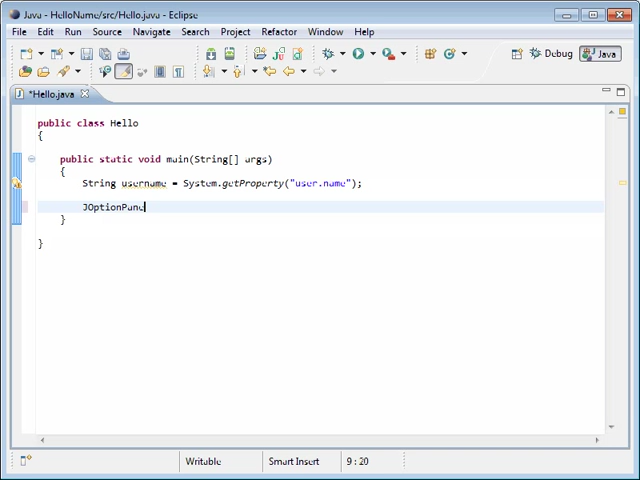 Java - HelloName/src/Hello.java - Eclipse
File Edit Run Source Navigate Search Project Refactor Window Help
Debug Java
*Hello.java
public class Hello
{
public static void main(String[] args)
{
String username = System.getProperty("user.name");
JOptionPane
}
}
Writable Smart Insert 9 : 20